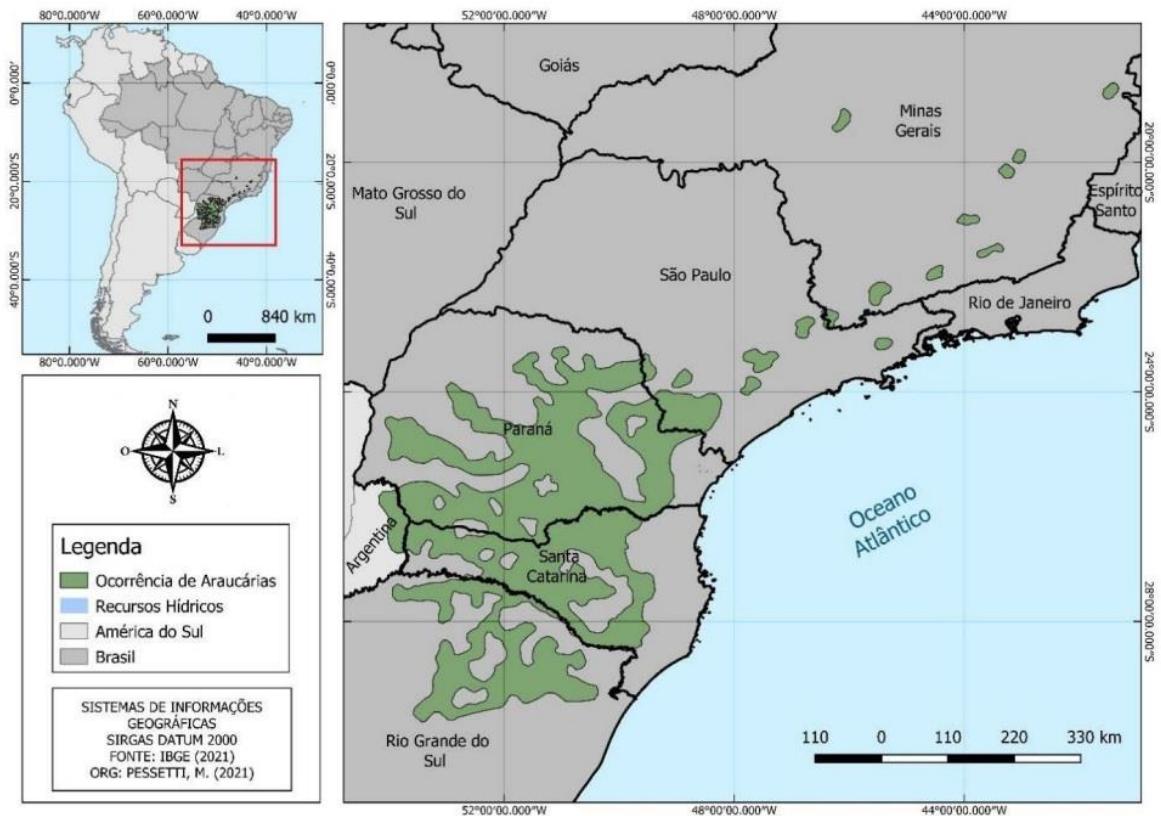 80°0.000'W
60°0.000'W
40°0.000'W
0°0.000'
0°0.000'
20°0.000'S
20°0.000'S
40°0.000'S
40°0.000'S
0 840 km
80°0.000'W
60°0.000'W
40°0.000'W
N
O
L
S
Legenda
Ocorrência de Araucárias
Recursos Hídricos
América do Sul
Brasil
SISTEMAS DE INFORMAÇÕES
GEOGRÁFICAS
SIRGAS DATUM 2000
FONTE: IBGE (2021)
ORG: PESSETTI, M. (2021)
52°00'00.000"W
48°00'00.000"W
44°00'00.000"W
Goiás
Minas
Gerais
Mato Grosso do
Sul
Espírito
Santo
São Paulo
Rio de Janeiro
Paraná
Argentina
Santa
Catarina
Oceano
Atlântico
Rio Grande do
Sul
20°00'00.000"S
24°00'00.000"S
28°00'00.000"S
110 0 110 220 330 km
52°00'00.000"W
48°00'00.000"W
44°00'00.000"W